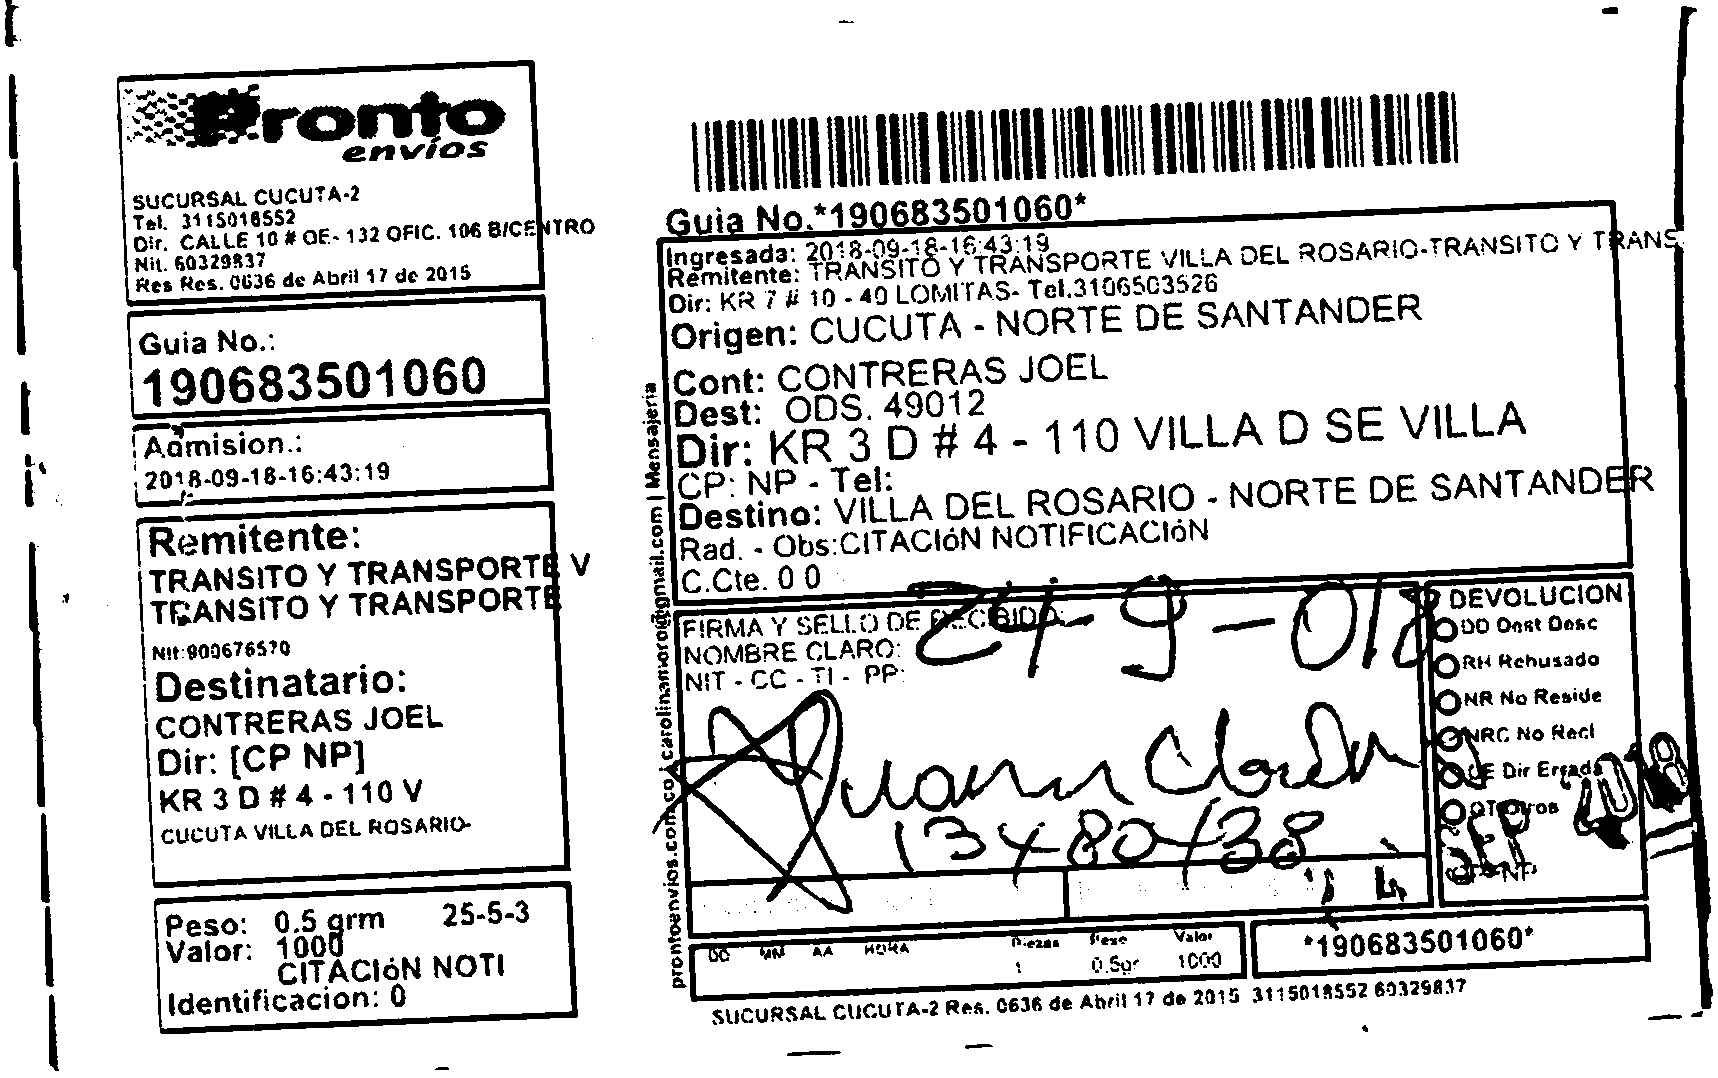 Pronto
envios
SUCURSAL CUCUTA-2
Tel. 3115018552
Dir. CALLE 10 # OE- 132 OFIC. 106 B/CENTRO
Nit. 60329837
Res Res. 0636 de Abril 17 de 2015
Guia No.:
190683501060
Admision.:
2018-09-18-16:43:19
Remitente:
TRANSITO Y TRANSPORTE V
TRANSITO Y TRANSPORTE
Nit:900676570
Destinatario:
CONTRERAS JOEL
Dir: [CP NP]
KR 3 D # 4 - 110 V
CUCUTA VILLA DEL ROSARIO-
Peso: 0.5 grm 25-5-3
Valor: 1000
CITACIóN NOTI
Identificacion: 0
Guia No.*190683501060*
Ingresada: 2018-09-18-16:43:19
Remitente: TRANSITO Y TRANSPORTE VILLA DEL ROSARIO-TRANSITO Y TRANS
Dir: KR 7 # 10 - 40 LOMITAS- Tel.3106503526
Origen: CUCUTA - NORTE DE SANTANDER
Cont: CONTRERAS JOEL
Dest: ODS. 49012
Dir: KR 3 D # 4 - 110 VILLA D SE VILLA
CP: NP - Tel:
Destino: VILLA DEL ROSARIO - NORTE DE SANTANDER
Rad. - Obs:CITACIóN NOTIFICACIóN
C.Cte. 0 0
prontoenvios.com.co | carolinamoro@gmail.com | Mensajeria
FIRMA Y SELLO DE RECIBIDO:
NOMBRE CLARO:
NIT - CC - TI - PP:
24-9-018
13480438
DEVOLUCION
DD Dest Desc
RH Rehusado
NR No Reside
NRC No Recl
DE Dir Errada
OT Otros
DD MM AA HORA Piezas Peso Valor
1 0.5gr 1000
*190683501060*
SUCURSAL CUCUTA-2 Res. 0636 de Abril 17 de 2015 3115018552 60329837